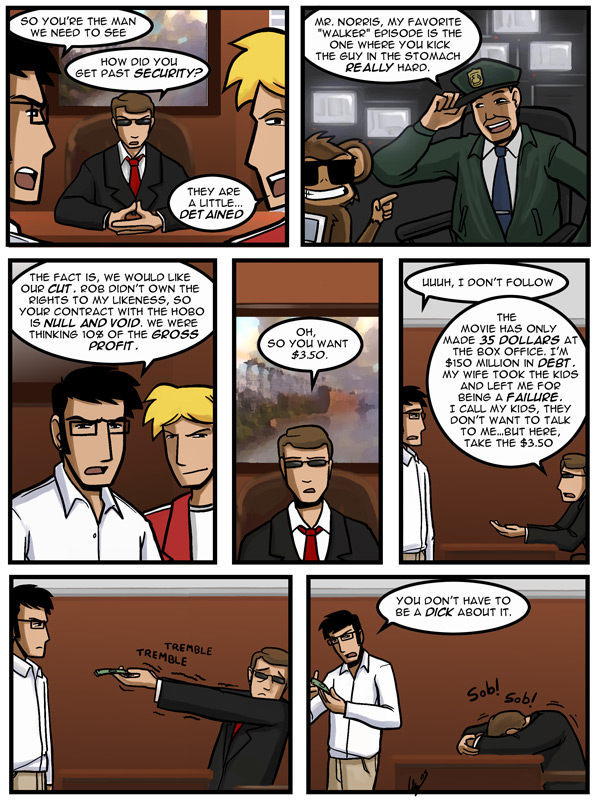 SO YOU'RE THE MAN
WE NEED TO SEE
HOW DID YOU
GET PAST SECURITY?
THEY ARE
A LITTLE...
DETAINED
MR. NORRIS, MY FAVORITE
"WALKER" EPISODE IS THE
ONE WHERE YOU KICK
THE GUY IN THE STOMACH
REALLY HARD.
THE FACT IS, WE WOULD LIKE
OUR CUT. ROB DIDN'T OWN THE
RIGHTS TO MY LIKENESS, SO
YOUR CONTRACT WITH THE HOBO
IS NULL AND VOID. WE WERE
THINKING 10% OF THE GROSS
PROFIT.
OH,
SO YOU WANT
$3.50.
UUUH, I DON'T FOLLOW
THE
MOVIE HAS ONLY
MADE 35 DOLLARS AT
THE BOX OFFICE. I'M
$150 MILLION IN DEBT.
MY WIFE TOOK THE KIDS
AND LEFT ME FOR
BEING A FAILURE.
I CALL MY KIDS, THEY
DON'T WANT TO TALK
TO ME...BUT HERE,
TAKE THE $3.50
TREMBLE
TREMBLE
YOU DON'T HAVE TO
BE A DICK ABOUT IT.
Sob!
Sob!